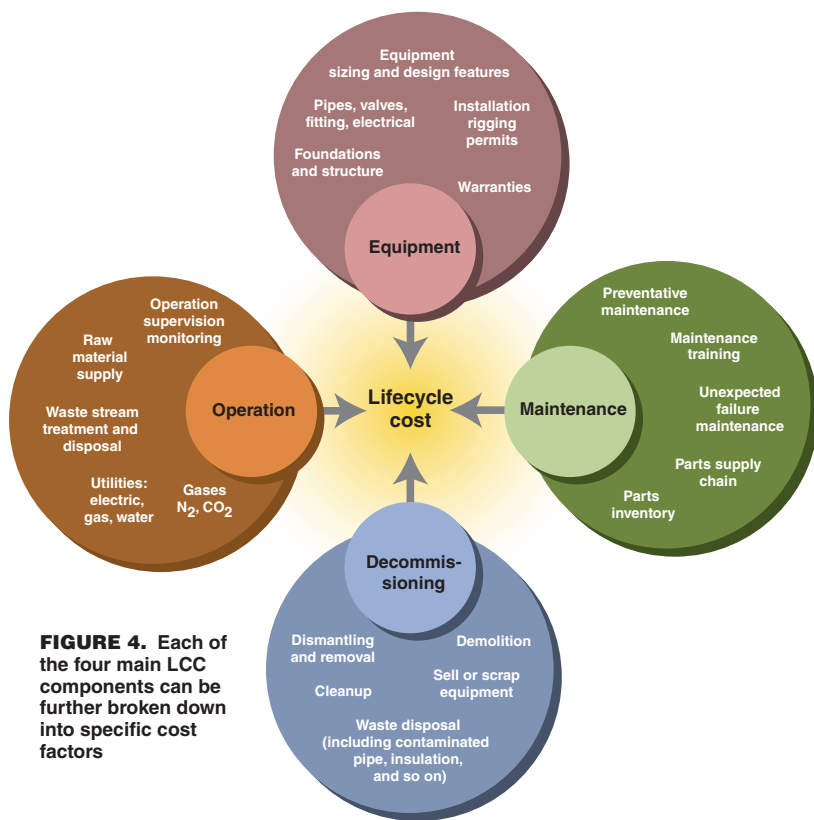 Equipment
sizing and design features
Pipes, valves,
fitting, electrical
Installation
rigging
permits
Foundations
and structure
Warranties
Equipment
Operation
supervision
monitoring
Raw
material
supply
Waste stream
treatment and
disposal
Utilities:
electric,
gas, water
Gases
N₂, CO₂
Operation
Lifecycle
cost
Maintenance
Preventative
maintenance
Maintenance
training
Unexpected
failure
maintenance
Parts supply
chain
Parts
inventory
Decommis-
sioning
Dismantling
and removal
Demolition
Cleanup
Sell or scrap
equipment
Waste disposal
(including contaminated
pipe, insulation,
and so on)
FIGURE 4. Each of
the four main LCC
components can be
further broken down
into specific cost
factors